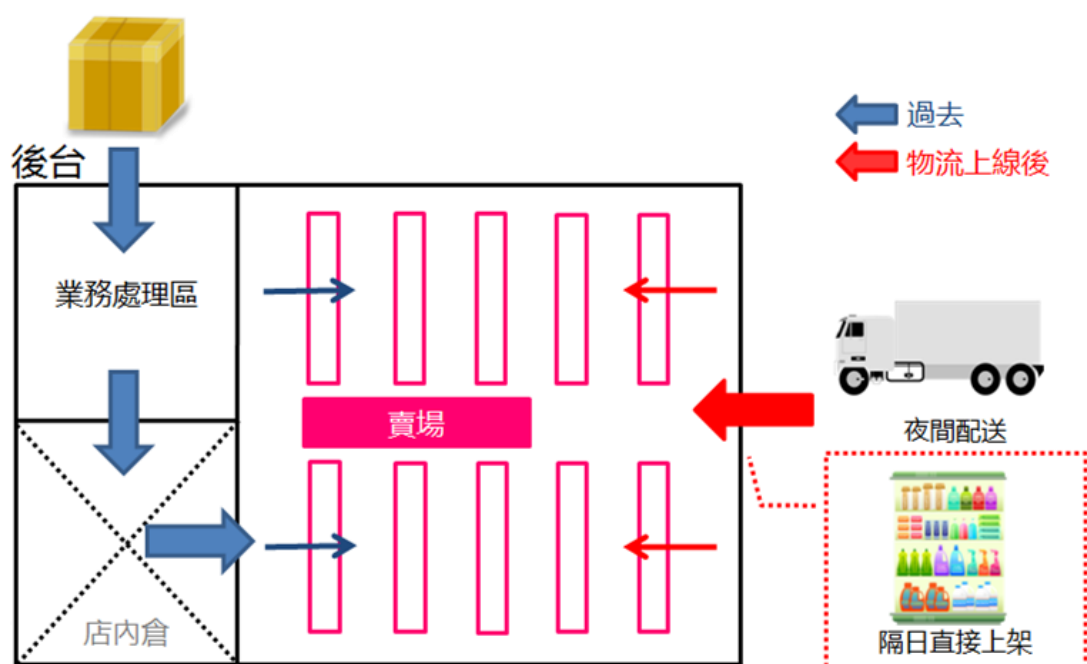 過去
物流上線後
後台
業務處理區
賣場
夜間配送
店內倉
隔日直接上架